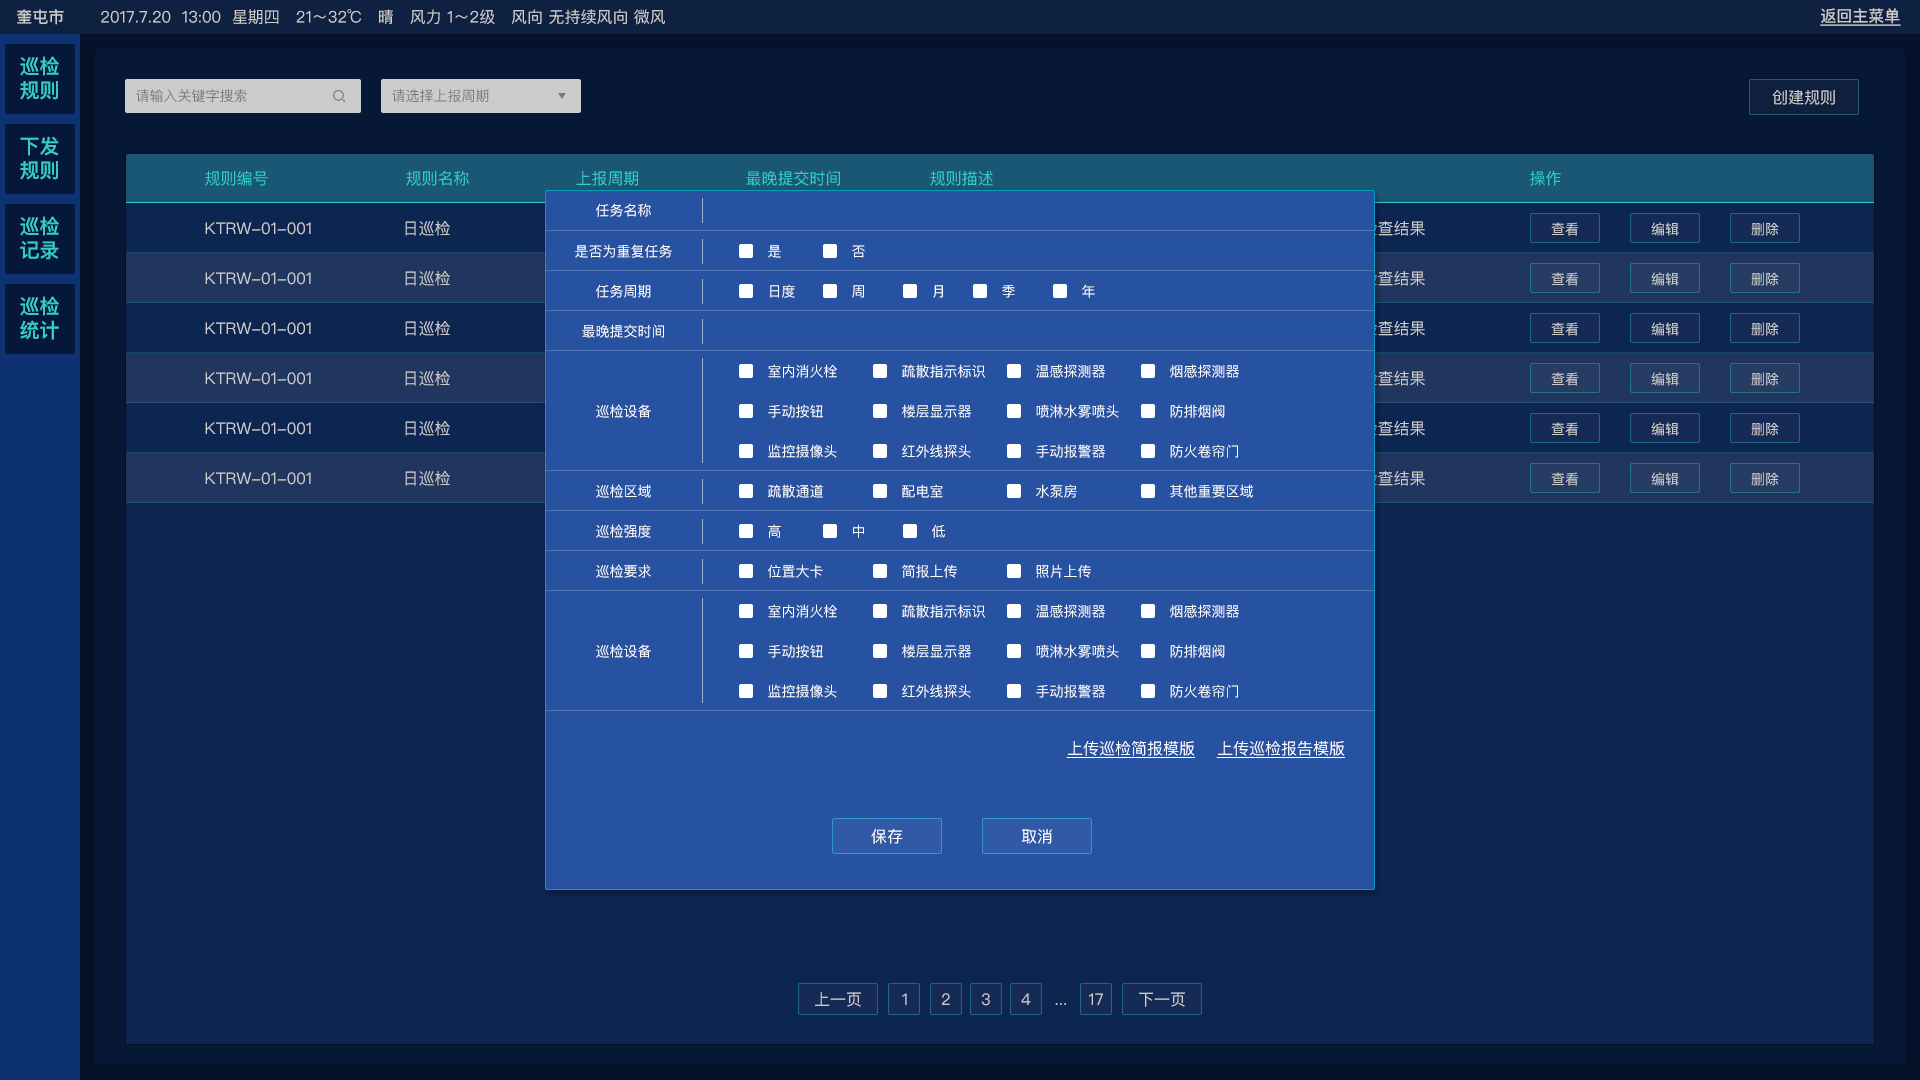 奎屯市 2017.7.20 13:00 星期四 21～32℃ 晴 风力 1～2级 风向 无持续风向 微风 返回主菜单
巡检
规则
下发
规则
巡检
记录
巡检
统计
请输入关键字搜索 请选择上报周期 创建规则
规则编号 规则名称 上报周期 最晚提交时间 规则描述 操作
KTRW-01-001 日巡检 查结果 查看 编辑 删除
KTRW-01-001 日巡检 查结果 查看 编辑 删除
KTRW-01-001 日巡检 查结果 查看 编辑 删除
KTRW-01-001 日巡检 查结果 查看 编辑 删除
KTRW-01-001 日巡检 查结果 查看 编辑 删除
KTRW-01-001 日巡检 查结果 查看 编辑 删除
任务名称
是否为重复任务 是 否
任务周期 日度 周 月 季 年
最晚提交时间
巡检设备
室内消火栓 疏散指示标识 温感探测器 烟感探测器
手动按钮 楼层显示器 喷淋水雾喷头 防排烟阀
监控摄像头 红外线探头 手动报警器 防火卷帘门
巡检区域 疏散通道 配电室 水泵房 其他重要区域
巡检强度 高 中 低
巡检要求 位置大卡 简报上传 照片上传
巡检设备
室内消火栓 疏散指示标识 温感探测器 烟感探测器
手动按钮 楼层显示器 喷淋水雾喷头 防排烟阀
监控摄像头 红外线探头 手动报警器 防火卷帘门
上传巡检简报模版 上传巡检报告模版
保存 取消
上一页 1 2 3 4 ... 17 下一页